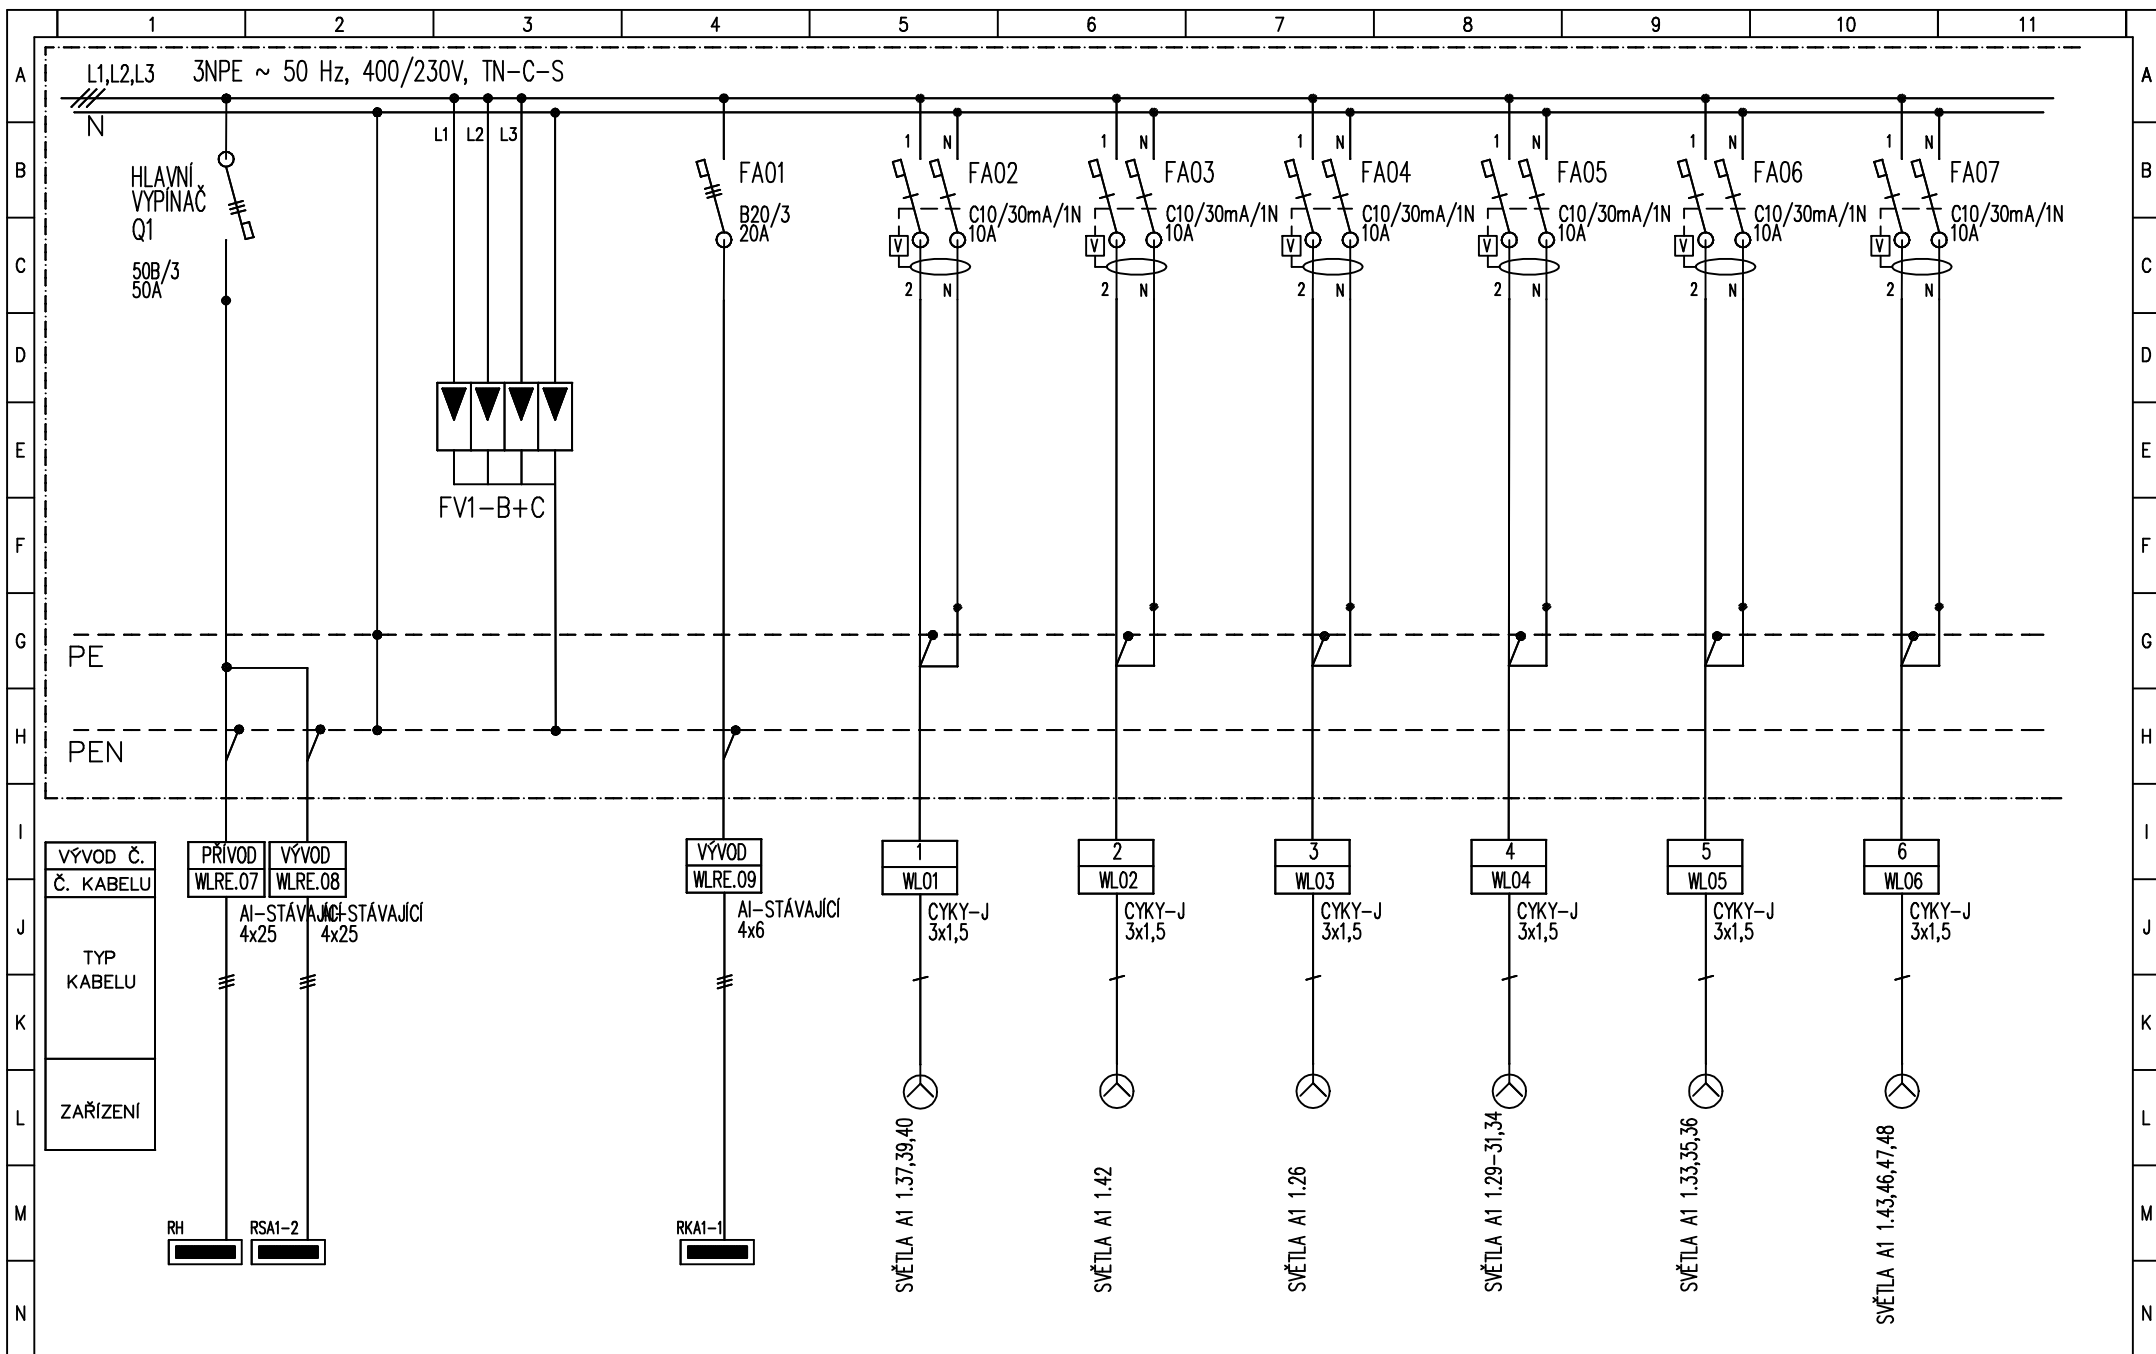 1 2 3 4 5 6 7 8 9 10 11
A A
L1,L2,L3 3NPE ~ 50 Hz, 400/230V, TN-C-S
N
L1 L2 L3
1 N 1 N 1 N 1 N 1 N 1 N
B B
HLAVNÍ
VYPÍNAČ
Q1
50B/3
50A
FA01
B20/3
20A
FA02
C10/30mA/1N
10A
V
2 N
FA03
C10/30mA/1N
10A
V
2 N
FA04
C10/30mA/1N
10A
V
2 N
FA05
C10/30mA/1N
10A
V
2 N
FA06
C10/30mA/1N
10A
V
2 N
FA07
C10/30mA/1N
10A
V
2 N
C C
D D
E E
FV1-B+C
F F
G G
PE
H H
PEN
I I
VÝVOD Č.
Č. KABELU
TYP
KABELU
ZAŘÍZENÍ
PŘÍVOD
WLRE.07
AI-STÁVAJÍCÍ
4x25
VÝVOD
WLRE.08
AI-STÁVAJÍCÍ
4x25
VÝVOD
WLRE.09
AI-STÁVAJÍCÍ
4x6
1
WL01
CYKY-J
3x1,5
2
WL02
CYKY-J
3x1,5
3
WL03
CYKY-J
3x1,5
4
WL04
CYKY-J
3x1,5
5
WL05
CYKY-J
3x1,5
6
WL06
CYKY-J
3x1,5
J J
K K
L L
M M
N N
RH
RSA1-2
RKA1-1
SVĚTLA A1 1.37,39,40
SVĚTLA A1 1.42
SVĚTLA A1 1.26
SVĚTLA A1 1.29-31,34
SVĚTLA A1 1.33,35,36
SVĚTLA A1 1.43,46,47,48